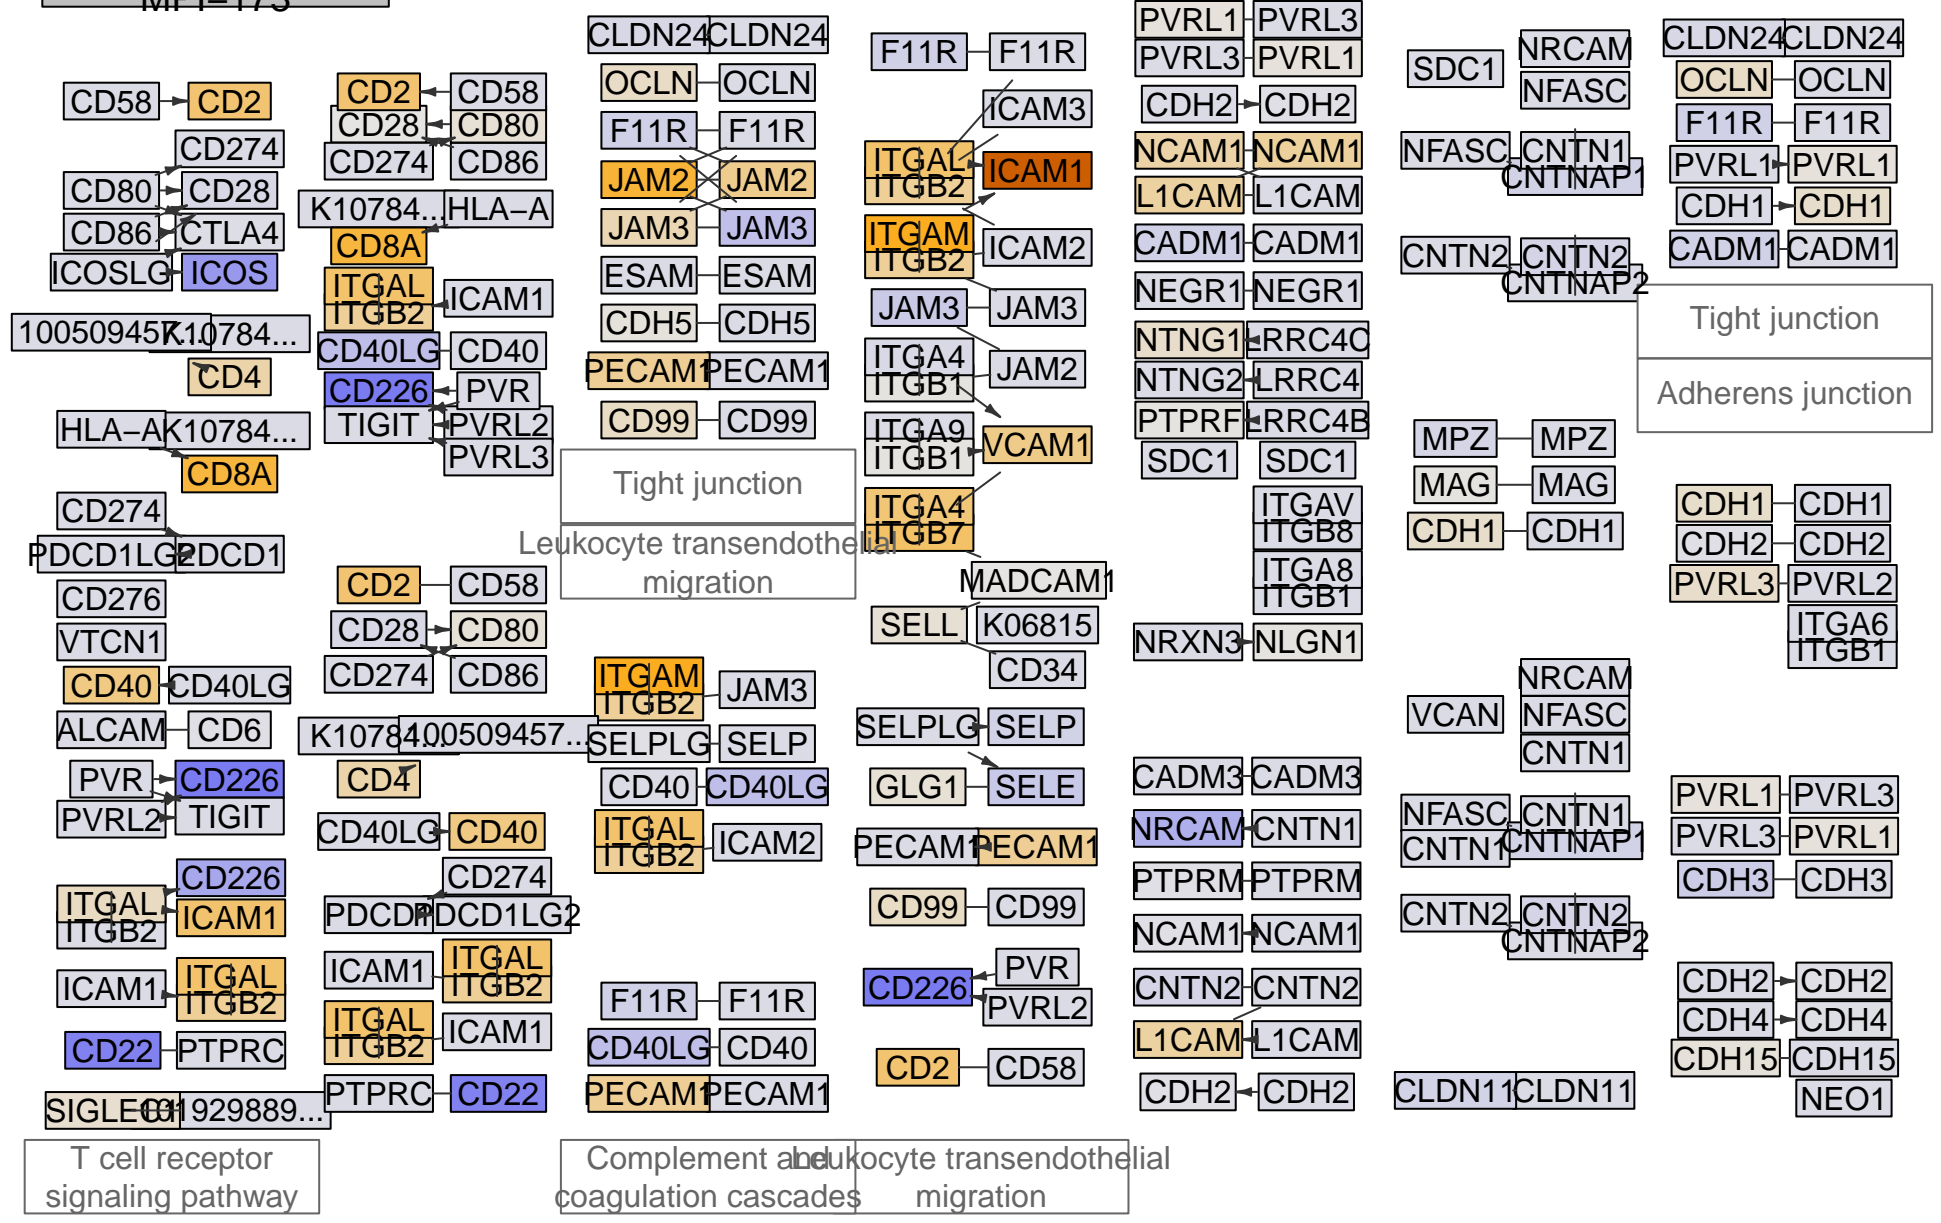 MFI−173
CD58 CD2
CD274
CD80 CD28
CD86 CTLA4
ICOSLG ICOS
100509457... K10784...
CD4
HLA−A K10784...
CD8A
CD274
PDCD1LG2 PDCD1
CD276
VTCN1
CD40 CD40LG
ALCAM CD6
PVR CD226
PVRL2 TIGIT
CD226
ITGAL
ITGB2 ICAM1
ICAM1 ITGAL
ITGB2
CD22 PTPRC
T cell receptor
signaling pathway
CD2 CD58
CD28 CD80
CD274 CD86
K10784... HLA−A
CD8A
ITGAL
ITGB2 ICAM1
CD40LG CD40
CD226 PVR
TIGIT PVRL2
PVRL3
CD2 CD58
CD28 CD80
CD274 CD86
K10784... 100509457...
CD4
CD40LG CD40
CD274
PDCD1 PDCD1LG2
ICAM1 ITGAL
ITGB2
ITGAL
ITGB2 ICAM1
PTPRC CD22
CLDN24 CLDN24
OCLN OCLN
F11R F11R
JAM2 JAM2
JAM3 JAM3
ESAM ESAM
CDH5 CDH5
PECAM1 PECAM1
CD99 CD99
Tight junction
Leukocyte transendothelial
migration
ITGAM
ITGB2 JAM3
SELPLG SELP
CD40 CD40LG
ITGAL
ITGB2 ICAM2
F11R F11R
CD40LG CD40
PECAM1 PECAM1
Complement and
coagulation cascades
F11R F11R
ICAM3
ITGAL
ITGB2 ICAM1
ITGAM
ITGB2 ICAM2
JAM3 JAM3
ITGA4
ITGB1 JAM2
ITGA9
ITGB1 VCAM1
ITGA4
ITGB7
MADCAM1
SELL K06815
CD34
SELPLG SELP
GLG1 SELE
PECAM1 PECAM1
CD99 CD99
CD226 PVR
PVRL2
CD2 CD58
Leukocyte transendothelial
migration
PVRL1 PVRL3
PVRL3 PVRL1
CDH2 CDH2
NCAM1 NCAM1
L1CAM L1CAM
CADM1 CADM1
NEGR1 NEGR1
NTNG1 LRRC4C
NTNG2 LRRC4
PTPRF LRRC4B
SDC1 SDC1
ITGAV
ITGB8
ITGA8
ITGB1
NRXN3 NLGN1
CADM3 CADM3
NRCAM CNTN1
PTPRM PTPRM
NCAM1 NCAM1
CNTN2 CNTN2
L1CAM L1CAM
CDH2 CDH2
SDC1 NRCAM
NFASC
NFASC CNTN1
CNTNAP1
CNTN2 CNTN2
CNTNAP2
MPZ MPZ
MAG MAG
CDH1 CDH1
NRCAM
VCAN NFASC
CNTN1
NFASC CNTN1
CNTN1 CNTNAP1
CNTN2 CNTN2
CNTNAP2
CLDN11 CLDN11
CLDN24 CLDN24
OCLN OCLN
F11R F11R
PVRL1 PVRL1
CDH1 CDH1
CADM1 CADM1
Tight junction
Adherens junction
CDH1 CDH1
CDH2 CDH2
PVRL3 PVRL2
ITGA6
ITGB1
PVRL1 PVRL3
PVRL3 PVRL1
CDH3 CDH3
CDH2 CDH2
CDH4 CDH4
CDH15 CDH15
NEO1